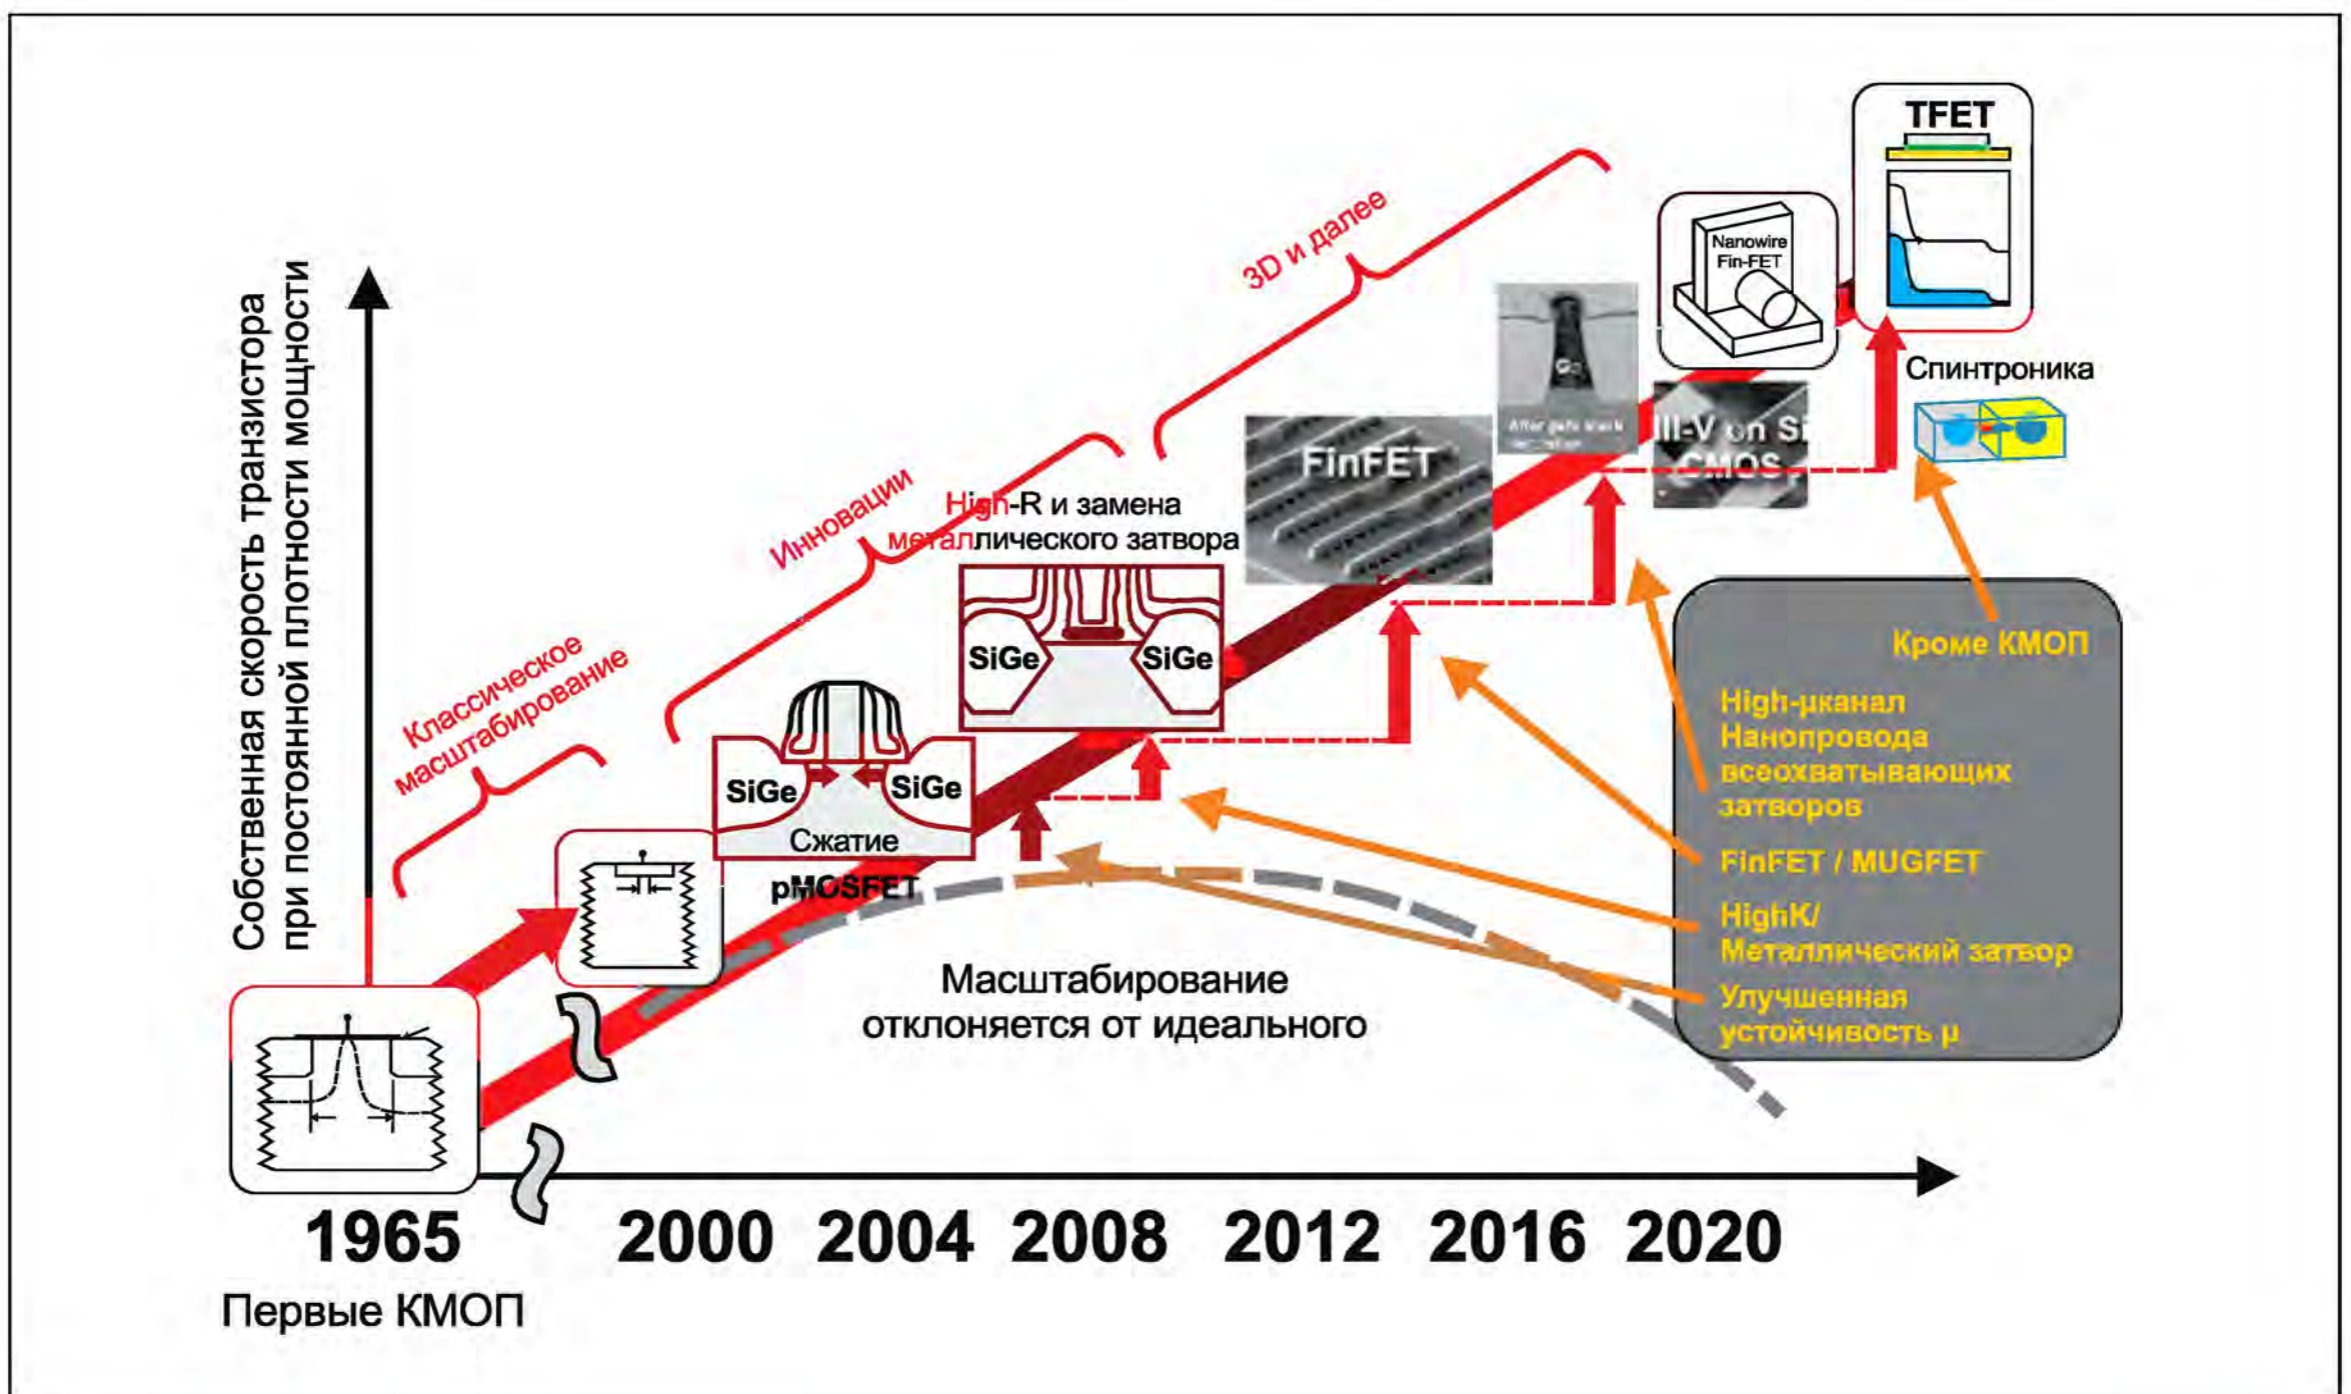 TFET
Nanowire
Fin-FET
3D и далее
Собственная скорость транзистора
при постоянной плотности мощности
Спинтроника
After gate stack
III-V on Si
CMOS
FinFET
Инновации
High-R и замена
металлического затвора
Классическое
масштабирование
SiGe
SiGe
SiGe
SiGe
Сжатие
pMOSFET
Кроме КМОП
High-μканал
Нанопровода
всеохватывающих
затворов
FinFET / MUGFET
HighK/
Металлический затвор
Улучшенная
устойчивость μ
Масштабирование
отклоняется от идеального
1965 2000 2004 2008 2012 2016 2020
Первые КМОП